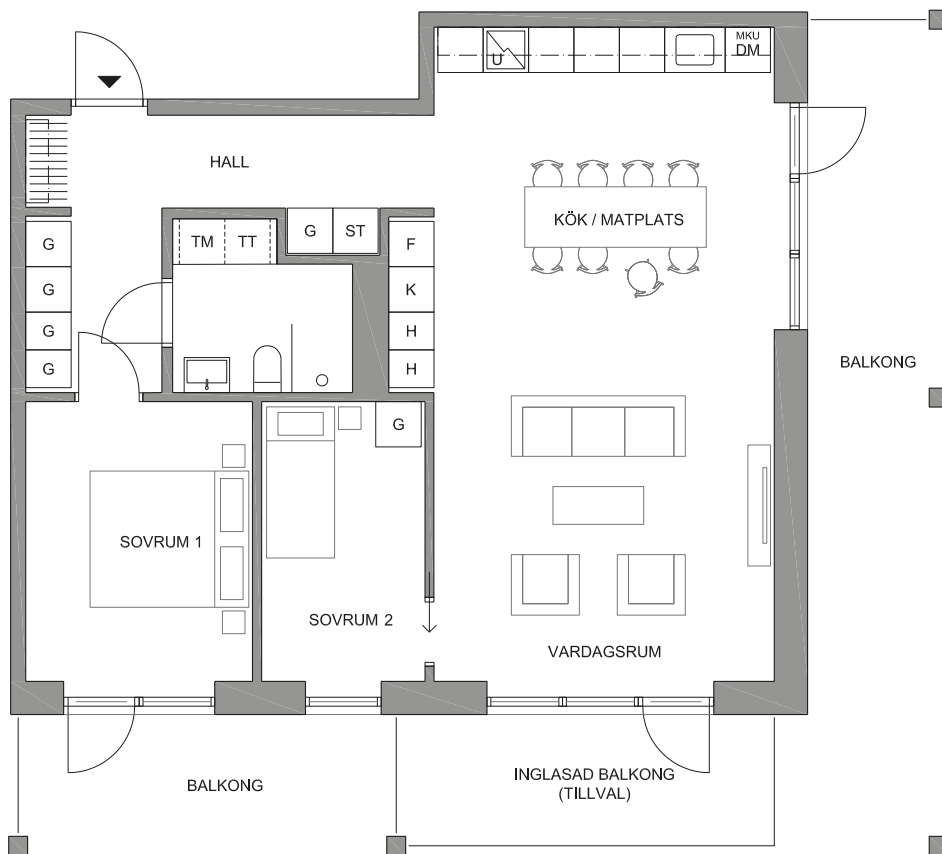 MKU
U
DM
HALL
KÖK / MATPLATS
G
TM
TT
G
ST
F
G
K
G
H
G
H
BALKONG
G
SOVRUM 1
SOVRUM 2
VARDAGSRUM
BALKONG
INGLASAD BALKONG
(TILLVAL)